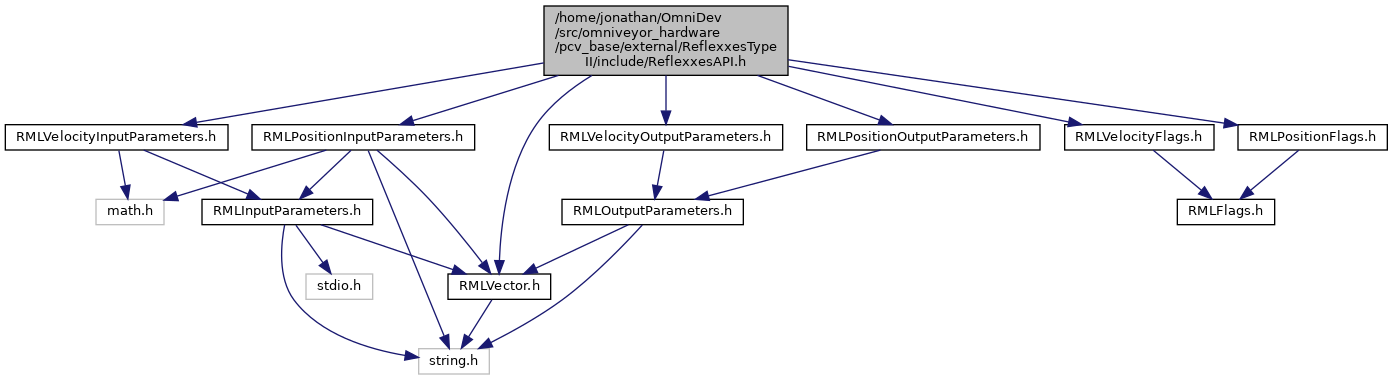 /home/jonathan/OmniDev
/src/omniveyor_hardware
/pcv_base/external/ReflexxesType
II/include/ReflexxesAPI.h
RMLVelocityInputParameters.h
RMLPositionInputParameters.h
RMLVelocityOutputParameters.h
RMLPositionOutputParameters.h
RMLVelocityFlags.h
RMLPositionFlags.h
math.h
RMLInputParameters.h
RMLOutputParameters.h
RMLFlags.h
stdio.h
RMLVector.h
string.h